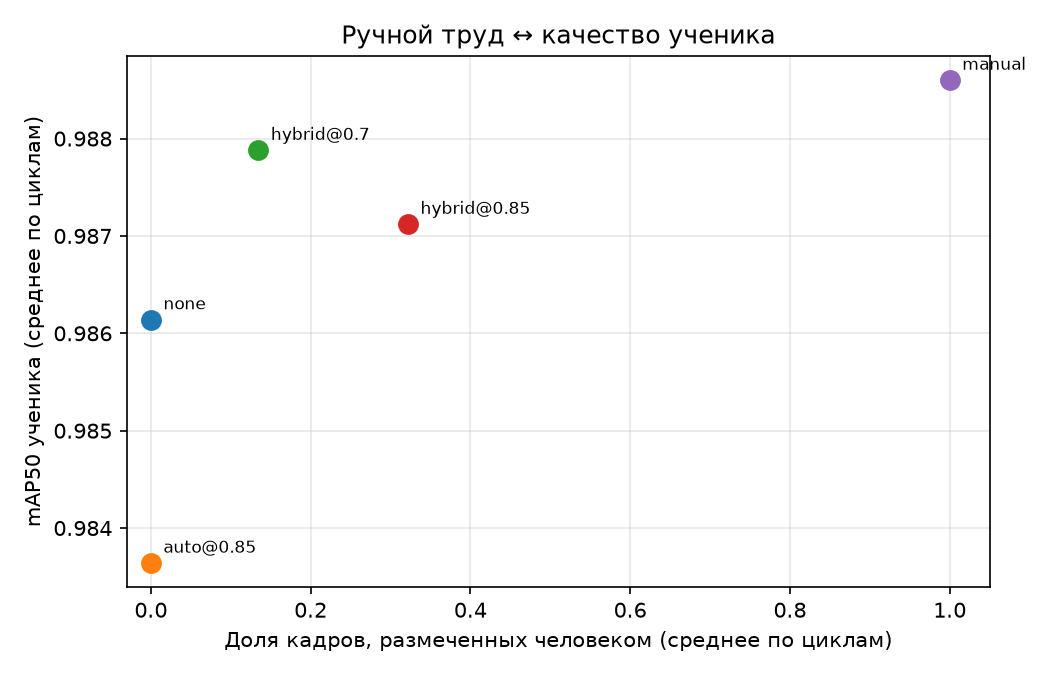 Ручной труд ↔ качество ученика
manual
hybrid@0.7
hybrid@0.85
none
auto@0.85
0.988
0.987
0.986
0.985
0.984
mAP50 ученика (среднее по циклам)
0.0 0.2 0.4 0.6 0.8 1.0
Доля кадров, размеченных человеком (среднее по циклам)